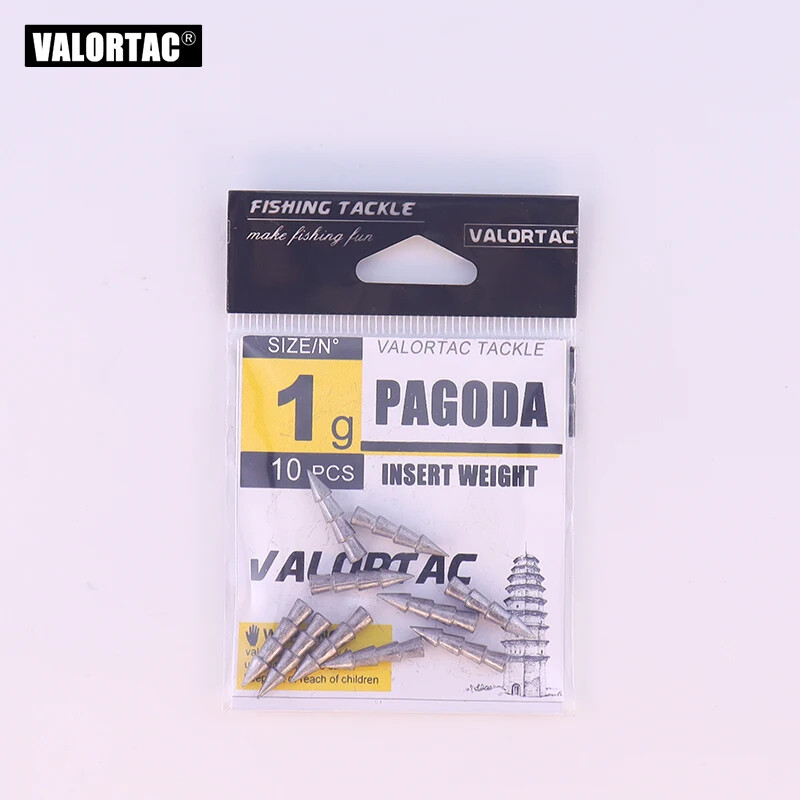 VALORTAC®
FISHING TACKLE
make fishing fun
VALORTAC
SIZE/N°
VALORTAC TACKLE
1g
PAGODA
10 PCS
INSERT WEIGHT
VALORTAC
reach of children